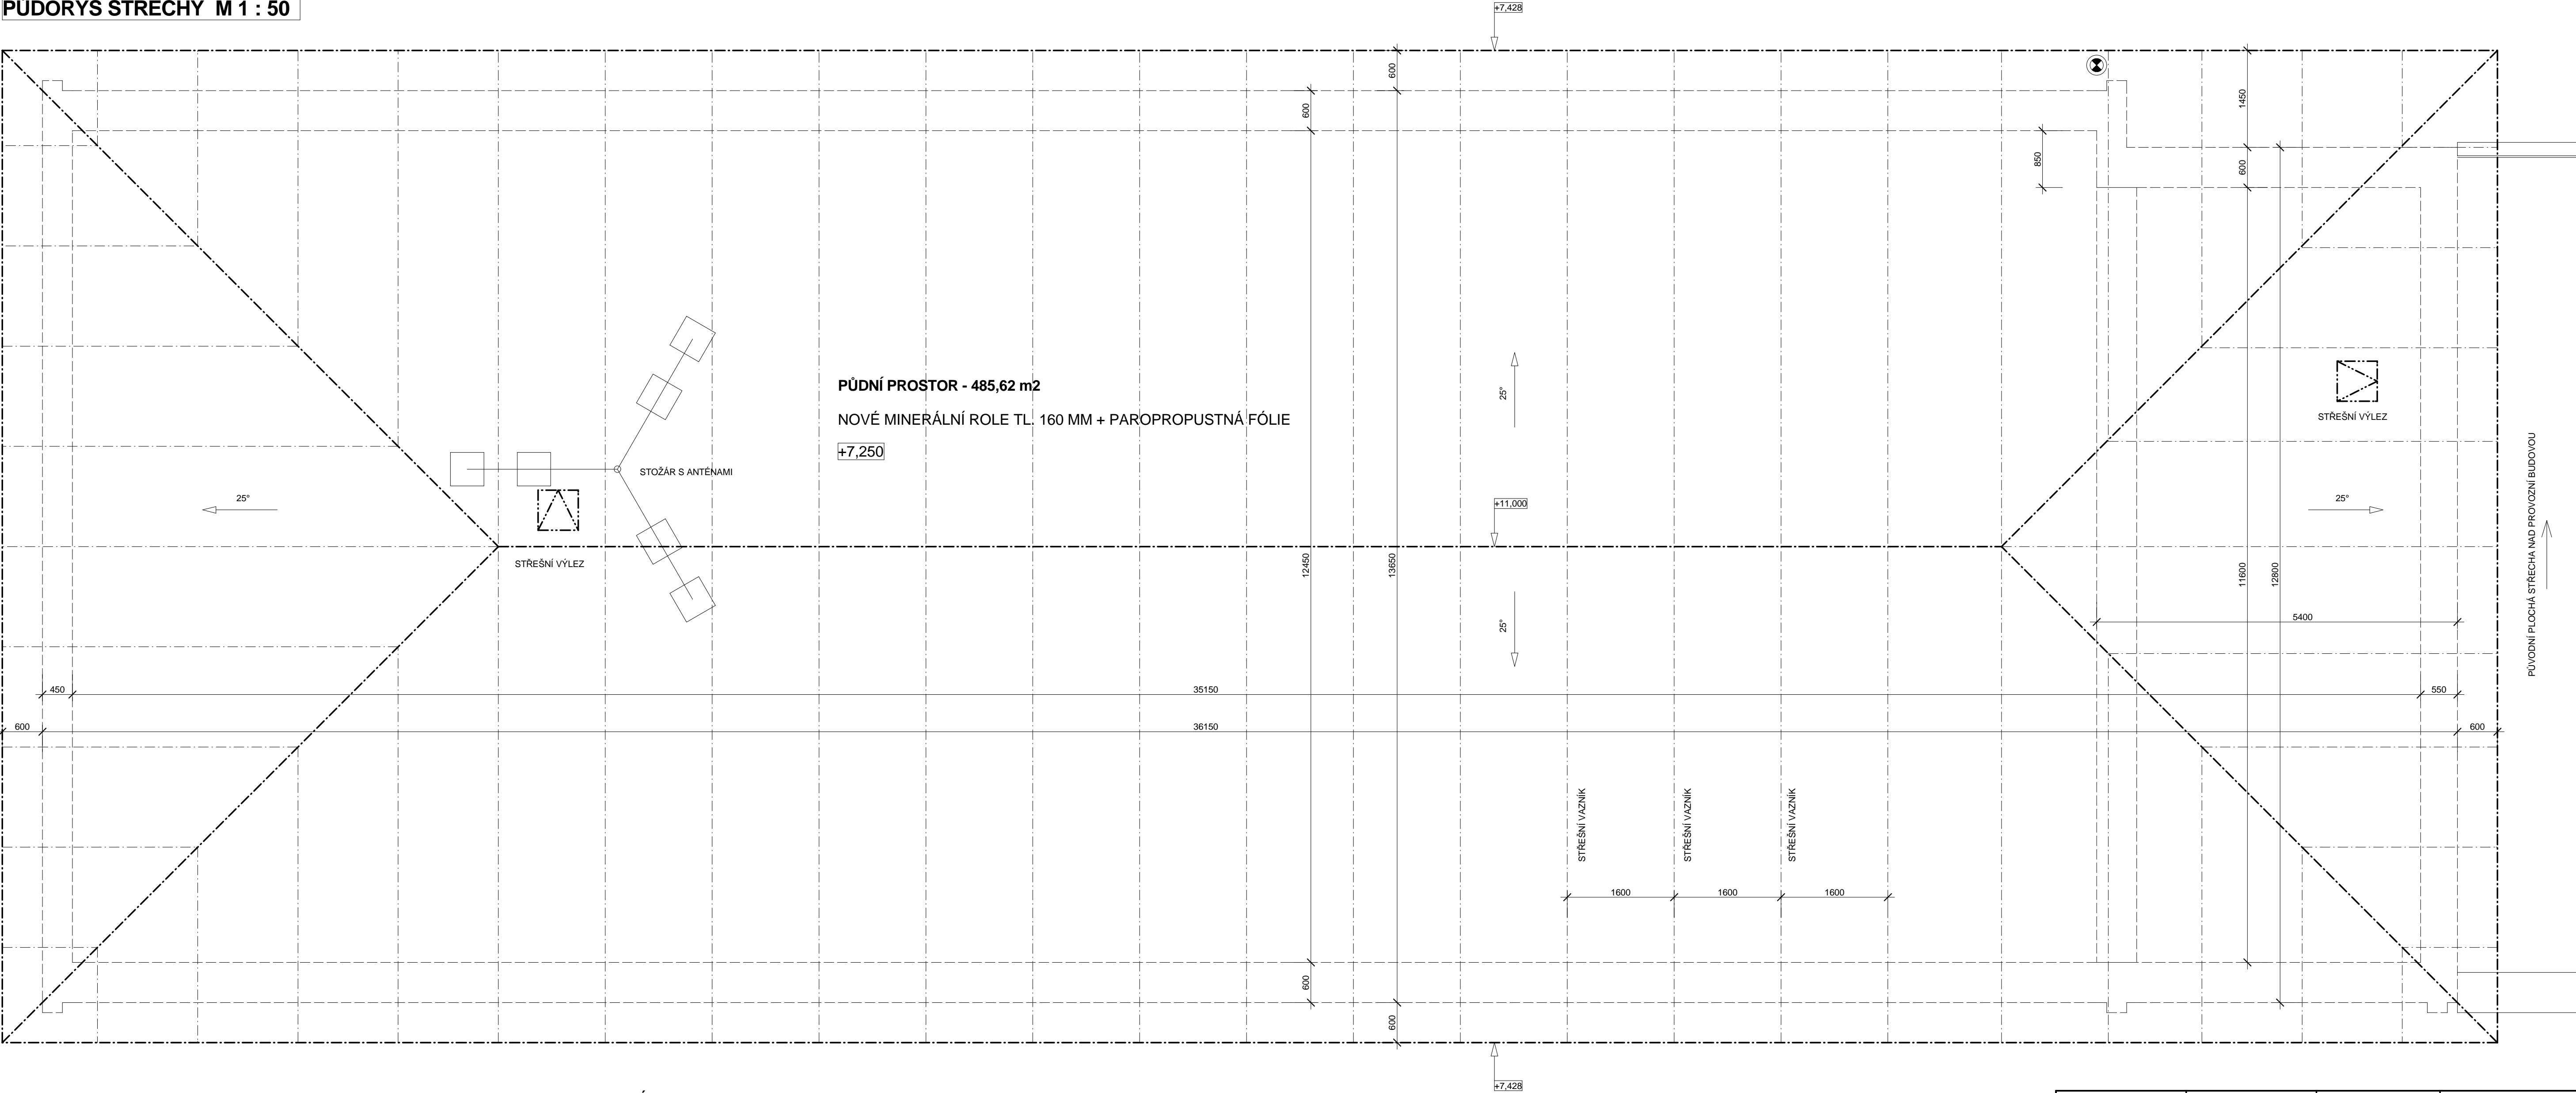 PŮDORYS STŘECHY M 1 : 50
+7,428
600
600
1450
850
600
PŮDNÍ PROSTOR - 485,62 m2
NOVÉ MINERÁLNÍ ROLE TL. 160 MM + PAROPROPUSTNÁ FÓLIE
+7,250
25°
STŘEŠNÍ VÝLEZ
STOŽÁR S ANTÉNAMI
25°
+11,000
25°
STŘEŠNÍ VÝLEZ
12450
13650
11600
12800
PŮVODNÍ PLOCHÁ STŘECHA NAD PROVOZNÍ BUDOVOU
25°
5400
450
35150
550
600
36150
600
STŘEŠNÍ VAZNÍK
STŘEŠNÍ VAZNÍK
STŘEŠNÍ VAZNÍK
1600
1600
1600
600
600
+7,428